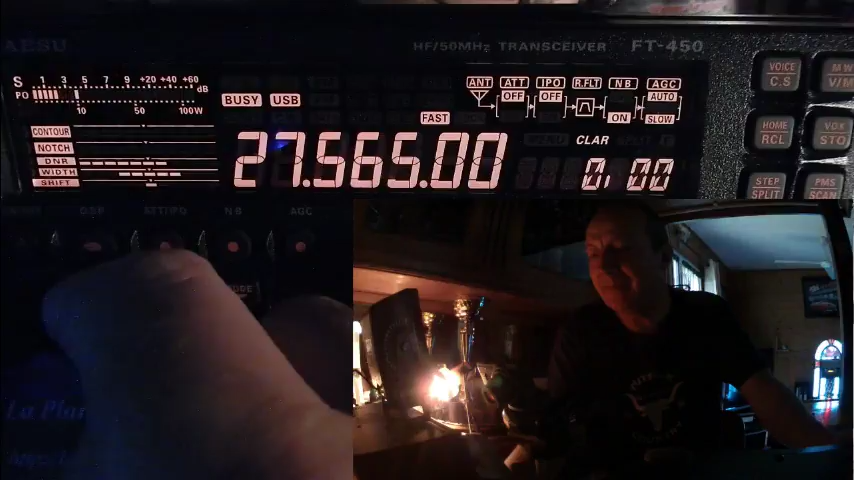 AESU HF/50MHz TRANSCEIVER FT-450
S 1 3 5 7 9 +20 +40 +60 dB
PO 10 50 100W
BUSY USB
ANT ATT IPO R.FLT NB AGC
OFF OFF AUTO
ON SLOW
FAST
CONTOUR
NOTCH
DNR
WIDTH
SHIFT
27.565.00
CLAR
0. 00
VOICE C.S
M W V/M
HOME RCL
VOX STO
STEP SPLIT
PMS SCAN
DSP N.B AGC
La Pla